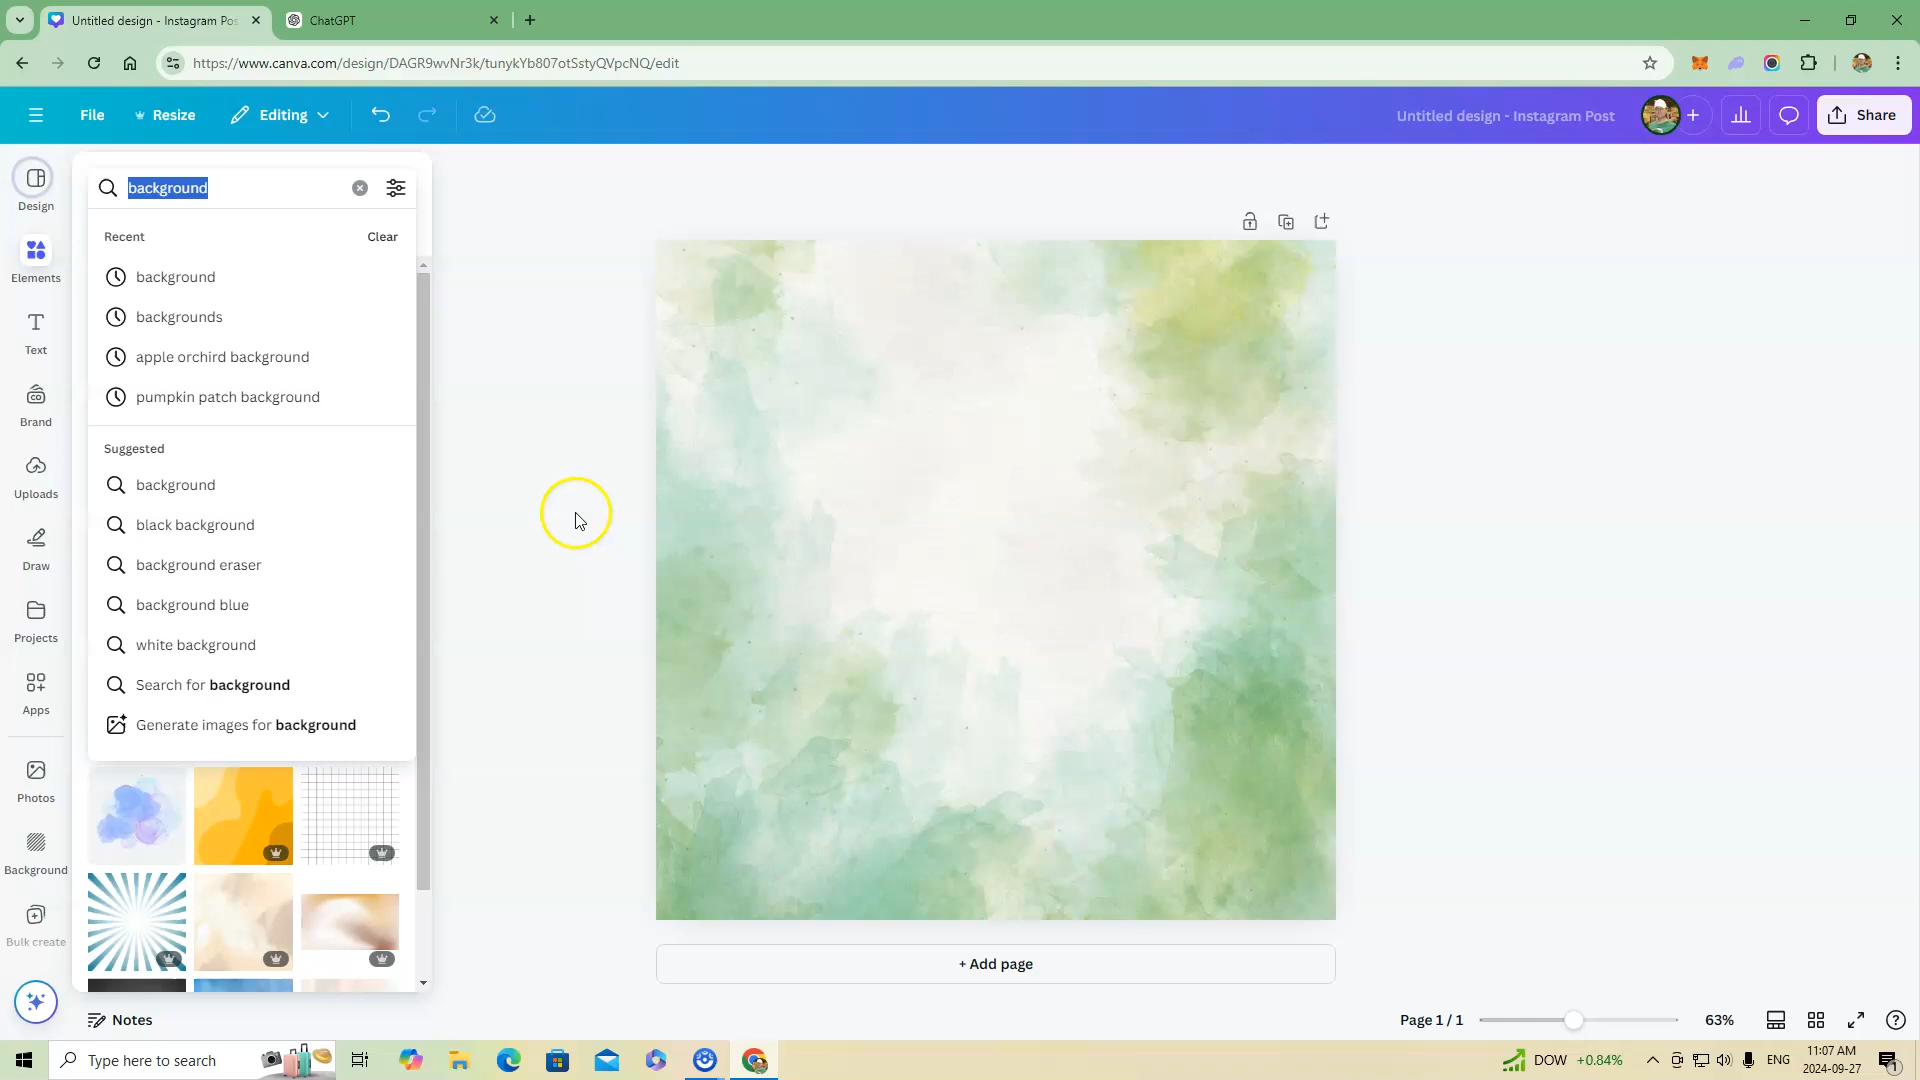 Untitled design - Instagram Pos
ChatGPT
https://www.canva.com/design/DAGR9wvNr3k/tunykYb807otSstyQVpcNQ/edit
File
Resize
Editing
Untitled design - Instagram Post
Share
Design
Elements
Text
Brand
Uploads
Draw
Projects
Apps
Photos
Background
Bulk create
background
Recent
Clear
background
backgrounds
apple orchird background
pumpkin patch background
Suggested
background
black background
background eraser
background blue
white background
Search for background
Generate images for background
+ Add page
Notes
Page 1 / 1
63%
Type here to search
DOW +0.84%
ENG
11:07 AM
2024-09-27
1